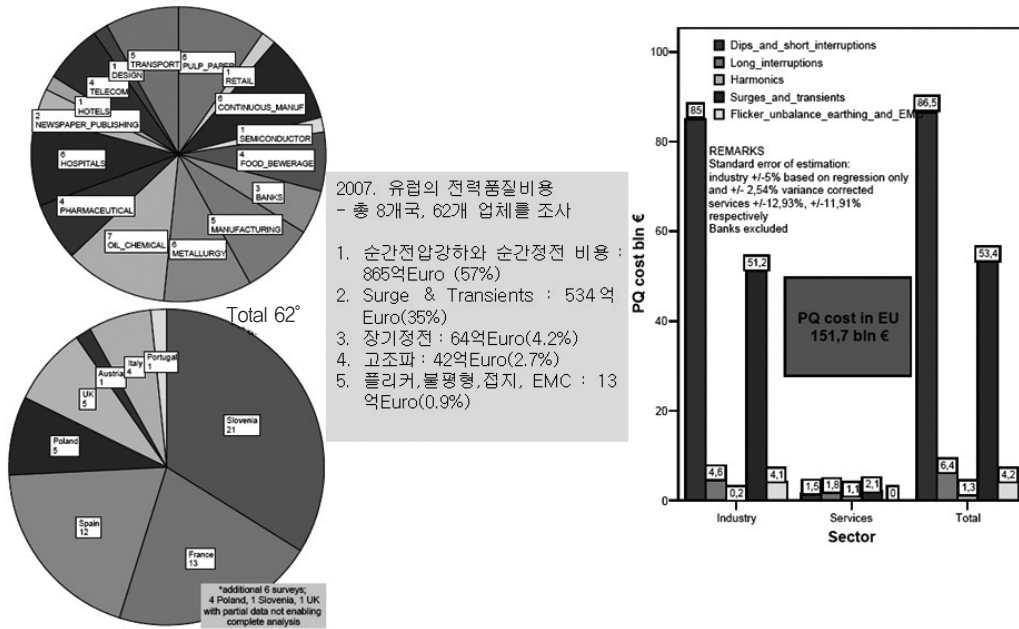 5
TRANSPORT
6
PULP_PAPER
1
DESIGN
1
RETAIL
4
TELECOM
6
CONTINUOUS_MANUF
1
HOTELS
2
NEWSPAPER_PUBLISHING
1
SEMICONDUCTOR
6
HOSPITALS
4
FOOD_BEWERAGE
3
BANKS
4
PHARMACEUTICAL
5
MANUFACTURING
7
OIL_CHEMICAL
6
METALLURGY
Total 62°
Portugal
1
Italy
4
Austria
1
UK
5
Slovenia
21
Poland
5
Spain
12
France
13
*additional 6 surveys;
4 Poland, 1 Slovenia, 1 UK
with partial data not enabling
complete analysis
2007. 유럽의 전력품질비용
- 총 8개국, 62개 업체를 조사
1. 순간전압강하와 순간정전 비용 :
865억Euro (57%)
2. Surge & Transients : 534억
Euro(35%)
3. 장기정전 : 64억Euro(4.2%)
4. 고조파 : 42억Euro(2.7%)
5. 플리커,불평형,접지, EMC : 13
억Euro(0.9%)
PQ cost bln €
100
80
60
40
20
0
Dips_and_short_interruptions
Long_interruptions
Harmonics
Surges_and_transients
Flicker_unbalance_earthing_and_EMC
REMARKS
Standard error of estimation:
industry +/-5% based on regression only
and +/- 2,54% variance corrected
services +/-12,93%, +/-11,91%
respectively
Banks excluded
PQ cost in EU
151,7 bln €
85
4,6
0,2
51,2
4,1
1,5
1,8
1,1
2,1
0
86,5
6,4
1,3
53,4
4,2
Industry
Services
Total
Sector